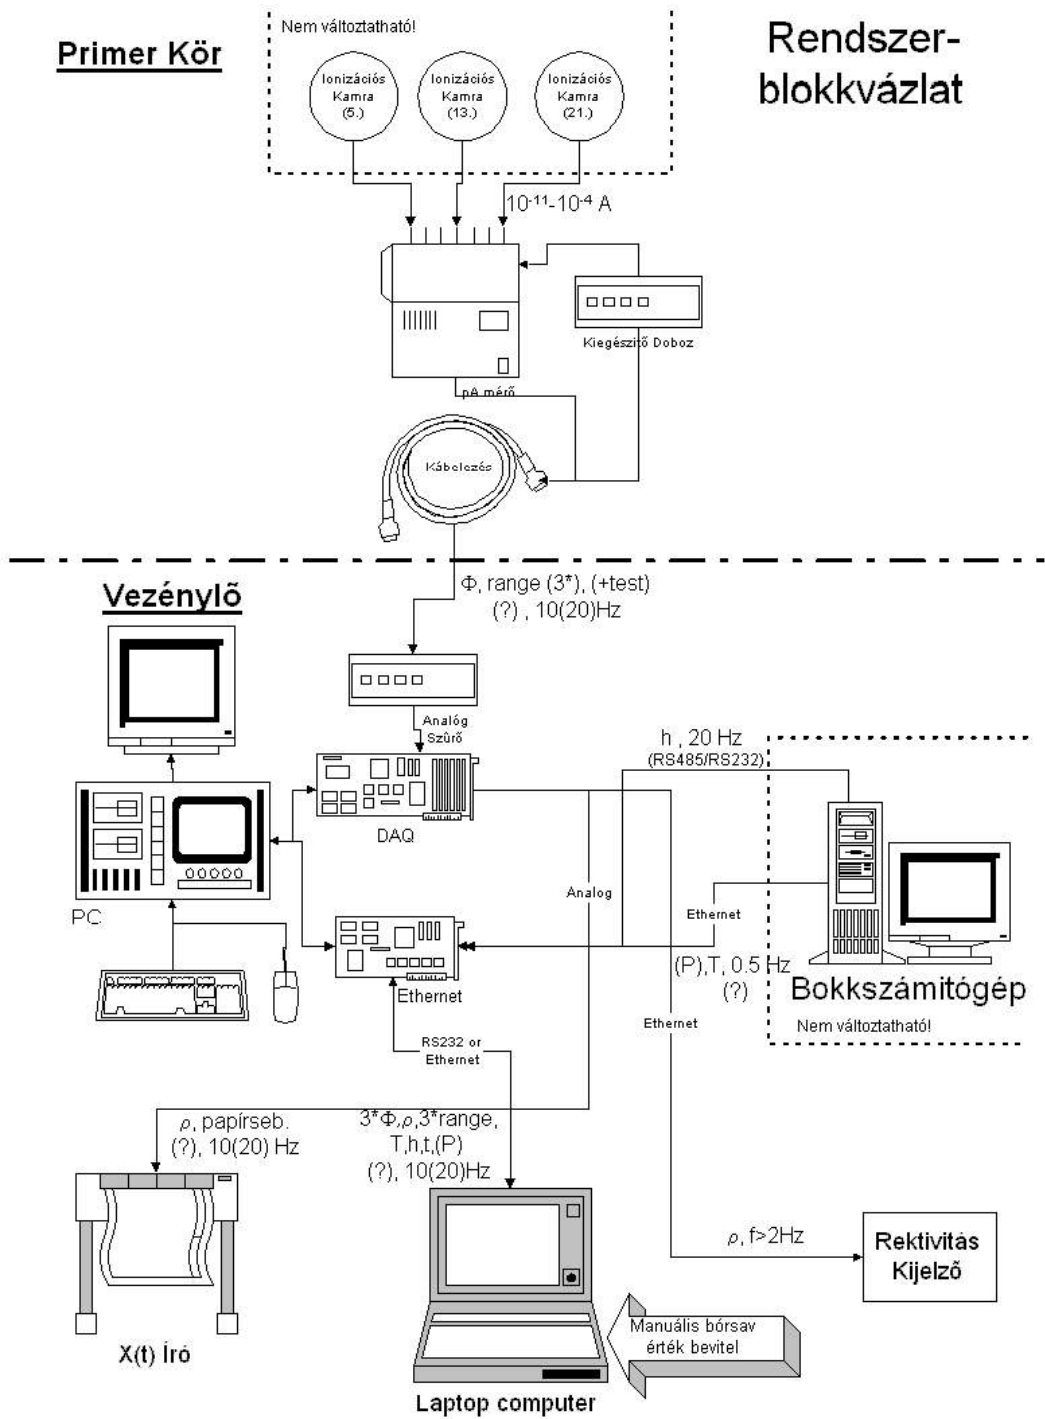 Primer Kör
Nem változtatható!
Rendszer-
blokkvázlat
Ionizációs
Kamra
(5.)
Ionizációs
Kamra
(13.)
Ionizációs
Kamra
(21.)
10-11-10-4 A
Kiegészítő Doboz
pA mérő
Kábelezés
Φ, range (3*), (+test)
(?) , 10(20)Hz
Vezénylő
Analóg
Szűrő
DAQ
h , 20 Hz
(RS485/RS232)
PC
Analog
Ethernet
(P),T, 0.5 Hz
(?)
Bokkszámitógép
Nem változtatható!
Ethernet
Ethernet
RS232 or
Ethernet
ρ, papírseb.
(?), 10(20) Hz
3*Φ,ρ,3*range,
T,h,t,(P)
(?), 10(20)Hz
ρ, f>2Hz
Rektivitás
Kijelző
Manuális bórsav
érték bevitel
X(t) Író
Laptop computer